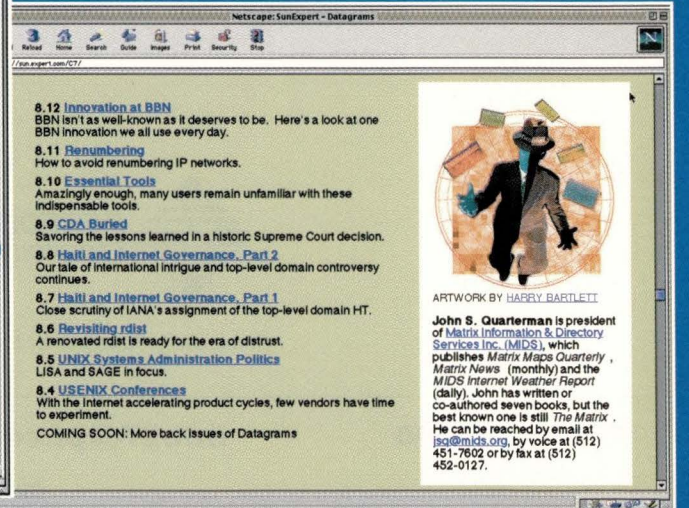 Netscape: SunExpert - Datagrams
Reload Home Search Guide Images Print Security Stop
N
//sun.expert.com/C7/
8.12 Innovation at BBN
BBN isn't as well-known as it deserves to be. Here's a look at one
BBN innovation we all use every day.
8.11 Renumbering
How to avoid renumbering IP networks.
8.10 Essential Tools
Amazingly enough, many users remain unfamiliar with these
indispensable tools.
8.9 CDA Buried
Savoring the lessons learned in a historic Supreme Court decision.
8.8 Haiti and Internet Governance, Part 2
Our tale of international intrigue and top-level domain controversy
continues.
8.7 Haiti and Internet Governance, Part 1
Close scrutiny of IANA's assignment of the top-level domain HT.
8.6 Revisiting rdist
A renovated rdist is ready for the era of distrust.
8.5 UNIX Systems Administration Politics
LISA and SAGE in focus.
8.4 USENIX Conferences
With the Internet accelerating product cycles, few vendors have time
to experiment.
COMING SOON: More back issues of Datagrams
ARTWORK BY HARRY BARTLETT
John S. Quarterman is president
of Matrix Information & Directory
Services Inc. (MIDS), which
publishes Matrix Maps Quarterly ,
Matrix News (monthly) and the
MIDS Internet Weather Report
(daily). John has written or
co-authored seven books, but the
best known one is still The Matrix .
He can be reached by email at
jsq@mids.org, by voice at (512)
451-7602 or by fax at (512)
452-0127.